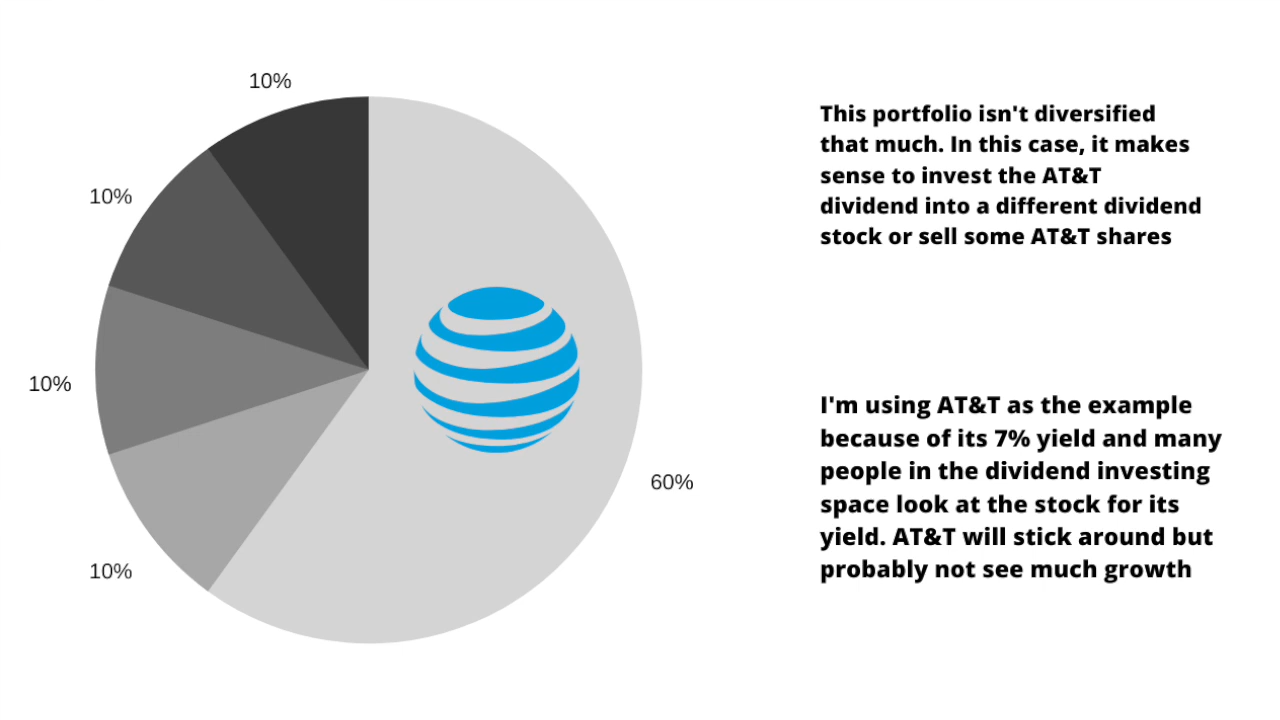 10%
10%
10%
10%
60%
This portfolio isn't diversified
that much. In this case, it makes
sense to invest the AT&T
dividend into a different dividend
stock or sell some AT&T shares
I'm using AT&T as the example
because of its 7% yield and many
people in the dividend investing
space look at the stock for its
yield. AT&T will stick around but
probably not see much growth